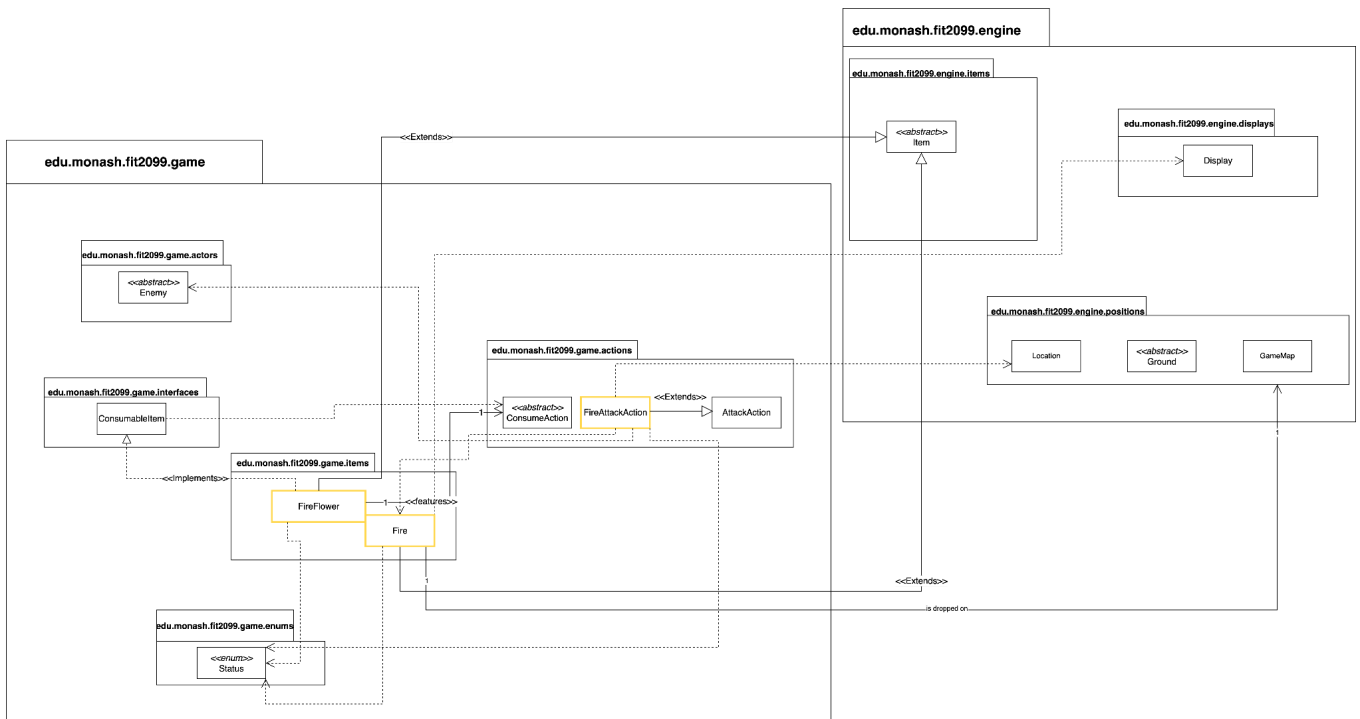 edu.monash.fit2099.engine
edu.monash.fit2099.engine.items
<<abstract>>
Item
edu.monash.fit2099.engine.displays
Display
<<Extends>>
edu.monash.fit2099.game
edu.monash.fit2099.game.actors
<<abstract>>
Enemy
edu.monash.fit2099.engine.positions
Location
<<abstract>>
Ground
GameMap
edu.monash.fit2099.game.actions
<<abstract>>
ConsumeAction
FireAttackAction
<<Extends>>
AttackAction
1
1
edu.monash.fit2099.game.interfaces
ConsumableItem
edu.monash.fit2099.game.items
<<Implements>>
FireFlower
1
<<features>>
Fire
1
<<Extends>>
is dropped on
edu.monash.fit2099.game.enums
<<enum>>
Status